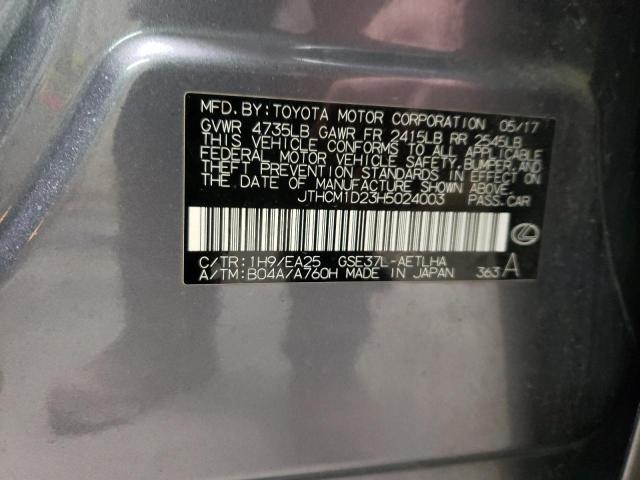 MFD. BY: TOYOTA MOTOR CORPORATION 05/17
GVWR 4735LB GAWR FR 2415LB RR 2545LB
THIS VEHICLE CONFORMS TO ALL APPLICABLE
FEDERAL MOTOR VEHICLE SAFETY, BUMPER, AND
THEFT PREVENTION STANDARDS IN EFFECT ON
THE DATE OF MANUFACTURE SHOWN ABOVE.
JTHCM1D23H5024003 PASS.CAR
C/TR:1H9/EA25 GSE37L-AETLHA
A/TM:B04A/A760H MADE IN JAPAN 363 A